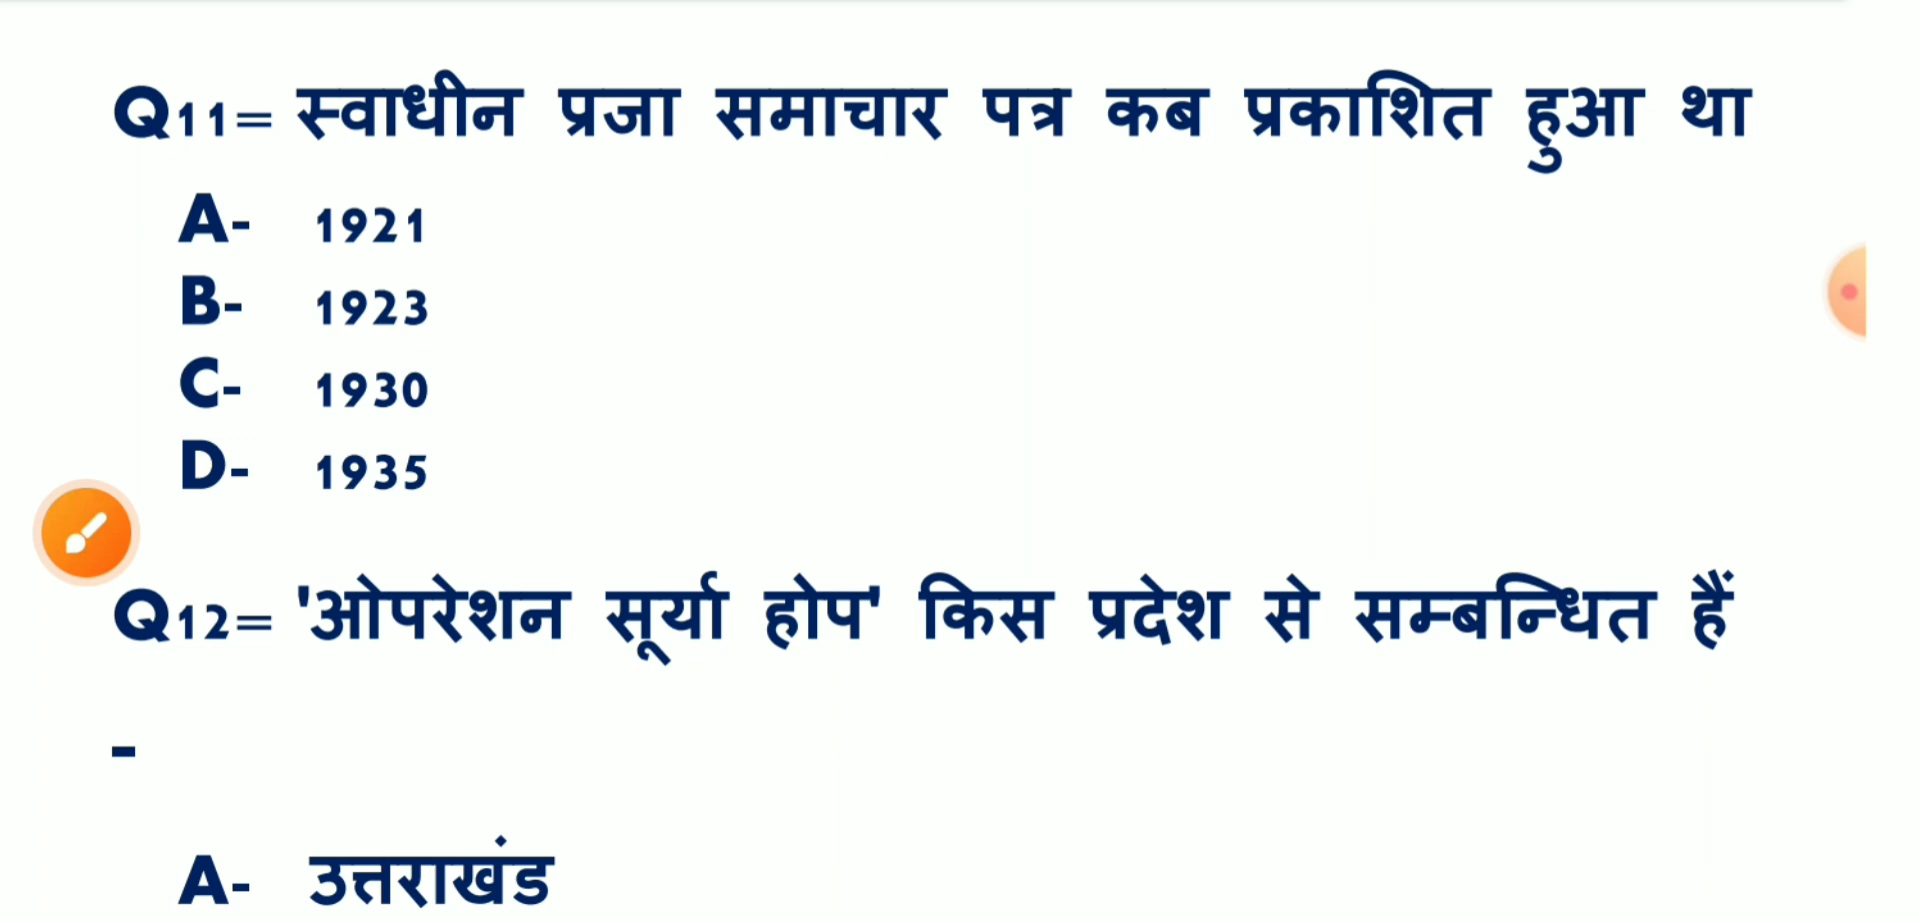 Q11= स्वाधीन प्रजा समाचार पत्र कब प्रकाशित हुआ था
A- 1921
B- 1923
C- 1930
D- 1935
Q12= 'ओपरेशन सूर्या होप' किस प्रदेश से सम्बन्धित हैं
-
A- उत्तराखंड